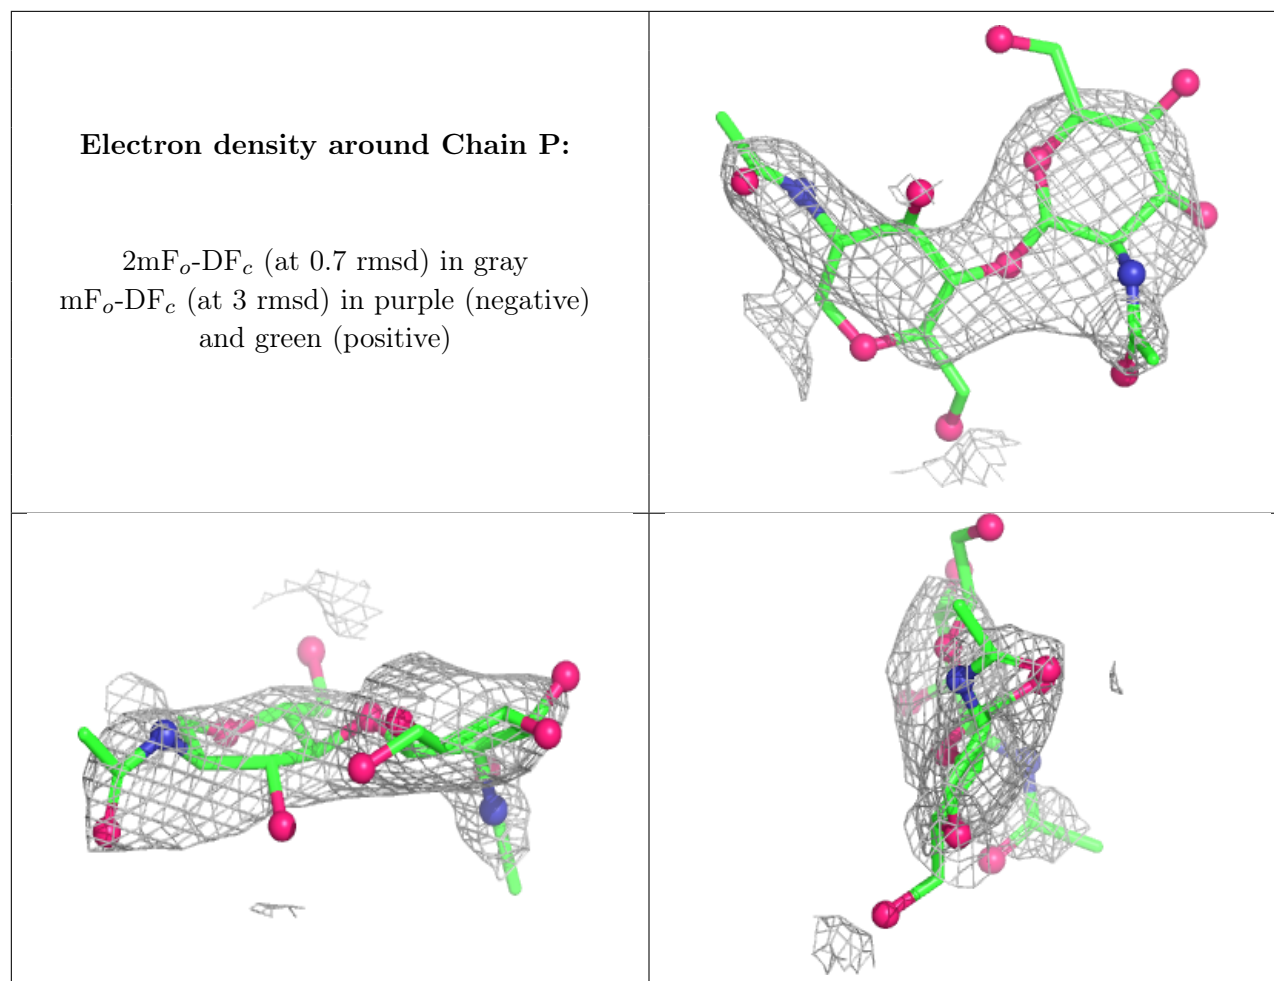 Electron density around Chain P:
2mFo-DFc (at 0.7 rmsd) in gray
mFo-DFc (at 3 rmsd) in purple (negative)
and green (positive)